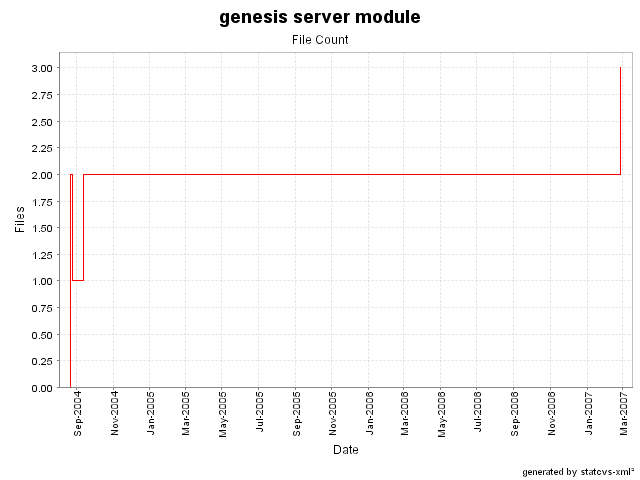 genesis server module
File Count
3.00
2.75
2.50
2.25
2.00
1.75
1.50
1.25
1.00
0.75
0.50
0.25
0.00
Files
Sep-2004
Nov-2004
Jan-2005
Mar-2005
May-2005
Jul-2005
Sep-2005
Nov-2005
Jan-2006
Mar-2006
May-2006
Jul-2006
Sep-2006
Nov-2006
Jan-2007
Mar-2007
Date
generated by statcvs-xml²